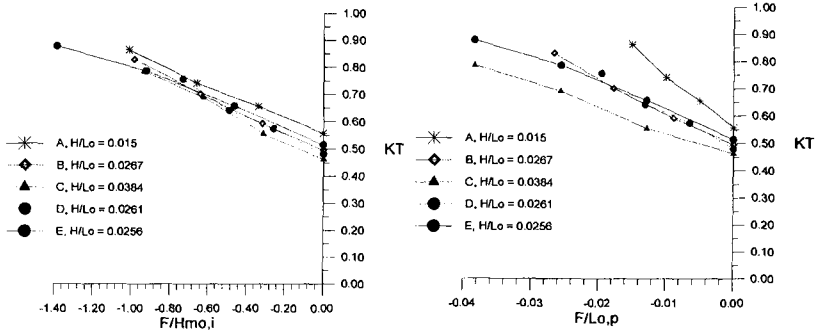 1.00
0.90
0.80
0.70
0.60
0.50
KT
0.40
0.30
0.20
0.10
0.00
A, H/Lo = 0.015
B, H/Lo = 0.0267
C, H/Lo = 0.0384
D, H/Lo = 0.0261
E, H/Lo = 0.0256
-1.40 -1.20 -1.00 -0.80 -0.60 -0.40 -0.20 0.00
F/Hmo,i
1.00
0.90
0.80
0.70
0.60
0.50
KT
0.40
0.30
0.20
0.10
0.00
A, H/Lo = 0.015
B, H/Lo = 0.0267
C, H/Lo = 0.0384
D, H/Lo = 0.0261
E, H/Lo = 0.0256
-0.04 -0.03 -0.02 -0.01 0.00
F/Lo,p